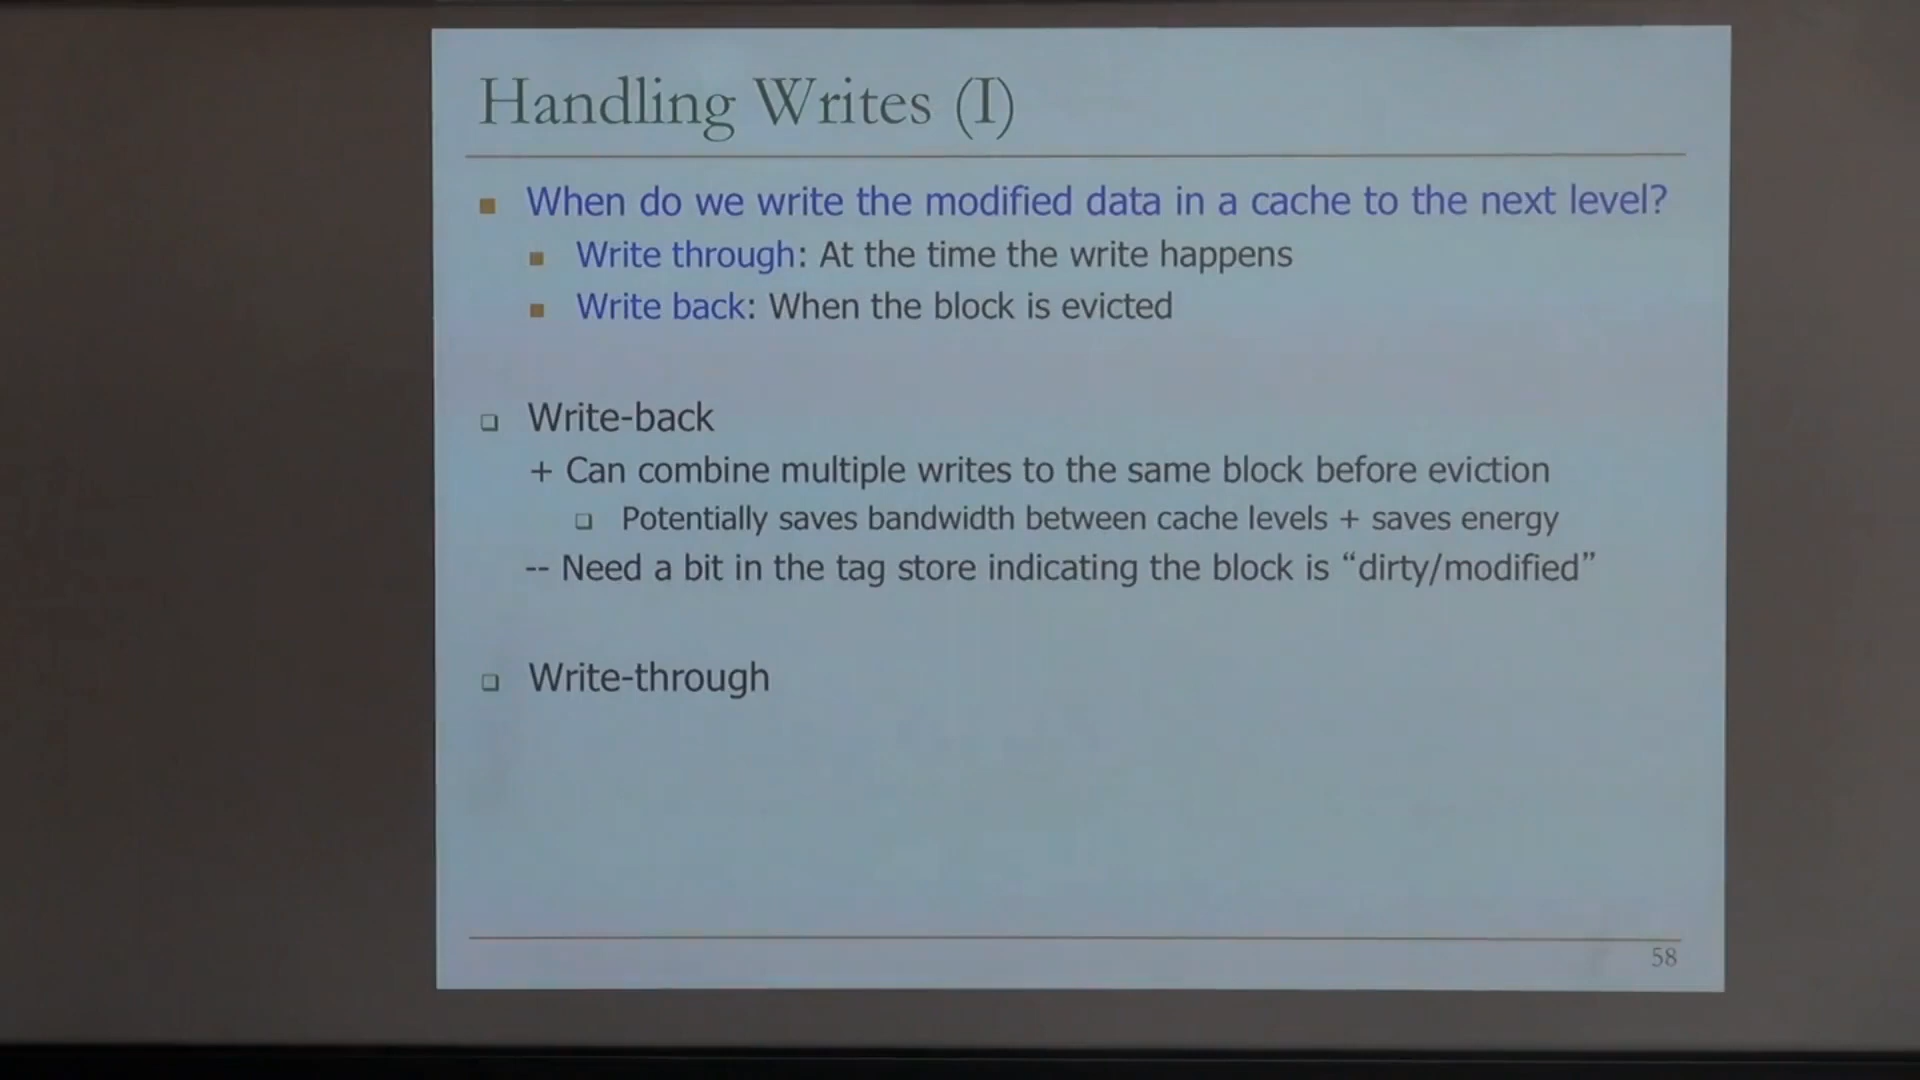 Handling Writes (I)
When do we write the modified data in a cache to the next level?
Write through: At the time the write happens
Write back: When the block is evicted
Write-back
+ Can combine multiple writes to the same block before eviction
Potentially saves bandwidth between cache levels + saves energy
-- Need a bit in the tag store indicating the block is “dirty/modified”
Write-through
58